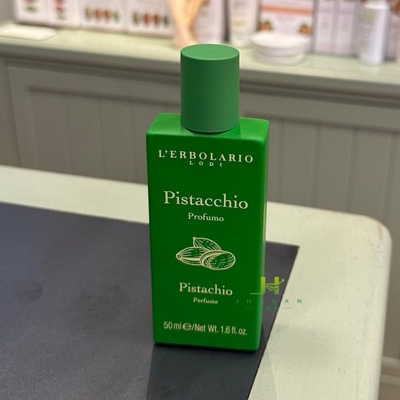 L'ERBOLARIO
LODI
Pistacchio
Profumo
Pistachio
Perfume
50 ml ℮/Net Wt. 1.6 fl. oz.